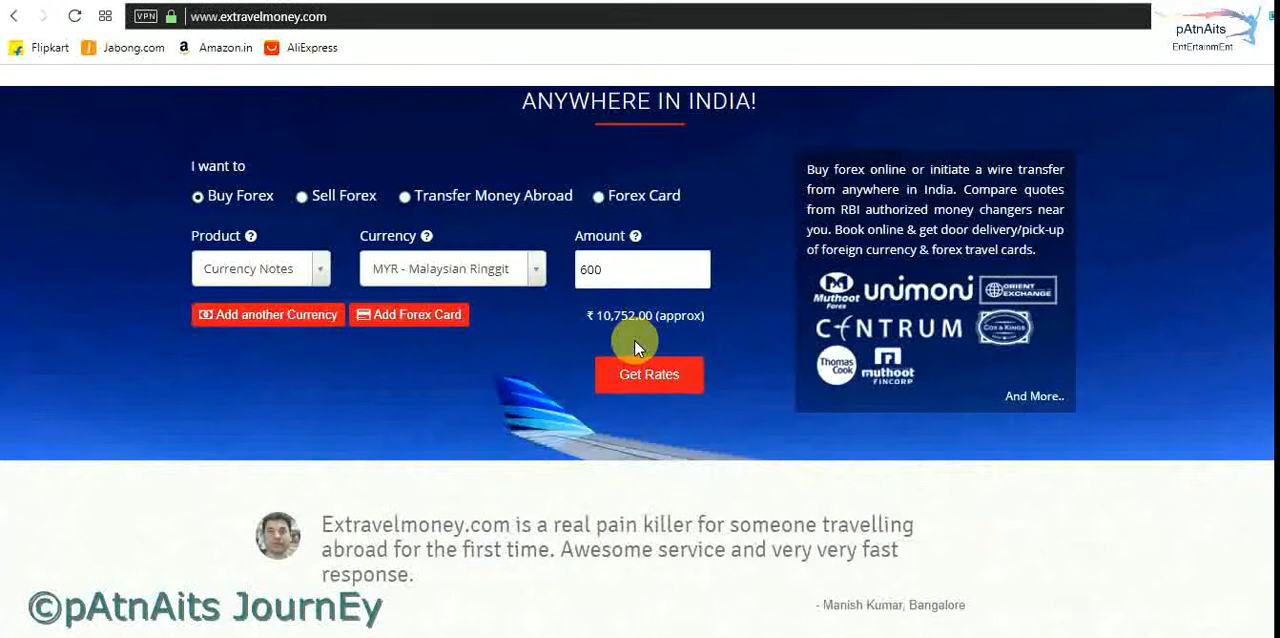 VPN www.extravelmoney.com
pAtnAits
EntErtainmEnt
Flipkart Jabong.com Amazon.in AliExpress
ANYWHERE IN INDIA!
I want to
Buy Forex Sell Forex Transfer Money Abroad Forex Card
Product ? Currency ? Amount ?
Currency Notes MYR - Malaysian Ringgit 600
Add another Currency Add Forex Card ₹ 10,752.00 (approx)
Get Rates
Buy forex online or initiate a wire transfer
from anywhere in India. Compare quotes
from RBI authorized money changers near
you. Book online & get door delivery/pick-up
of foreign currency & forex travel cards.
Muthoot Forex unimoni ORIENT EXCHANGE
CENTRUM COX & KINGS
Thomas Cook muthoot FINCORP
And More..
Extravelmoney.com is a real pain killer for someone travelling
abroad for the first time. Awesome service and very very fast
response.
- Manish Kumar, Bangalore
©pAtnAits JournEy